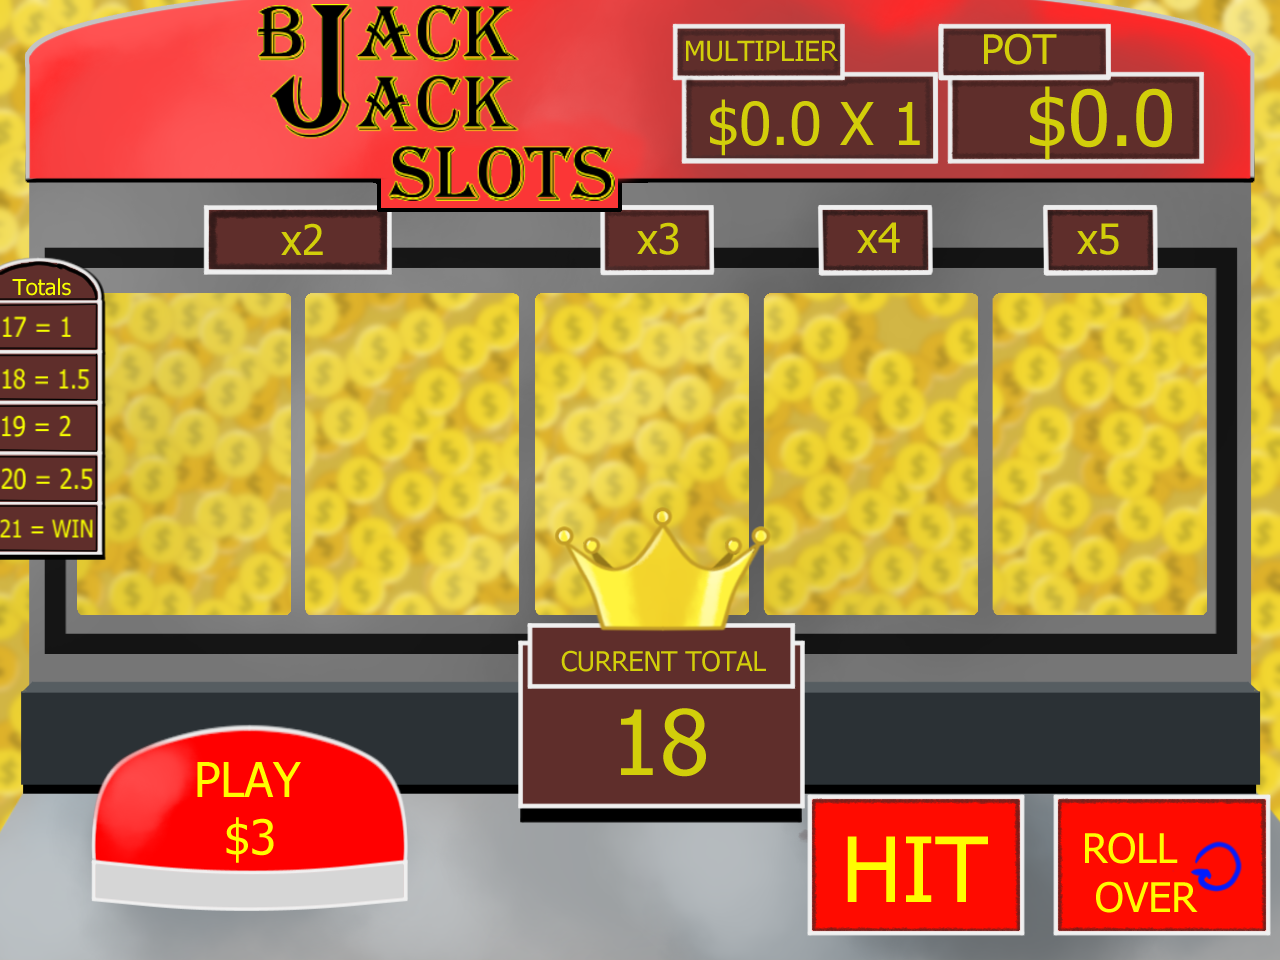 BJACK
JACK
SLOTS
MULTIPLIER
$0.0 X 1
POT
$0.0
x2
x3
x4
x5
Totals
17 = 1
18 = 1.5
19 = 2
20 = 2.5
21 = WIN
CURRENT TOTAL
18
PLAY
$3
HIT
ROLL
OVER